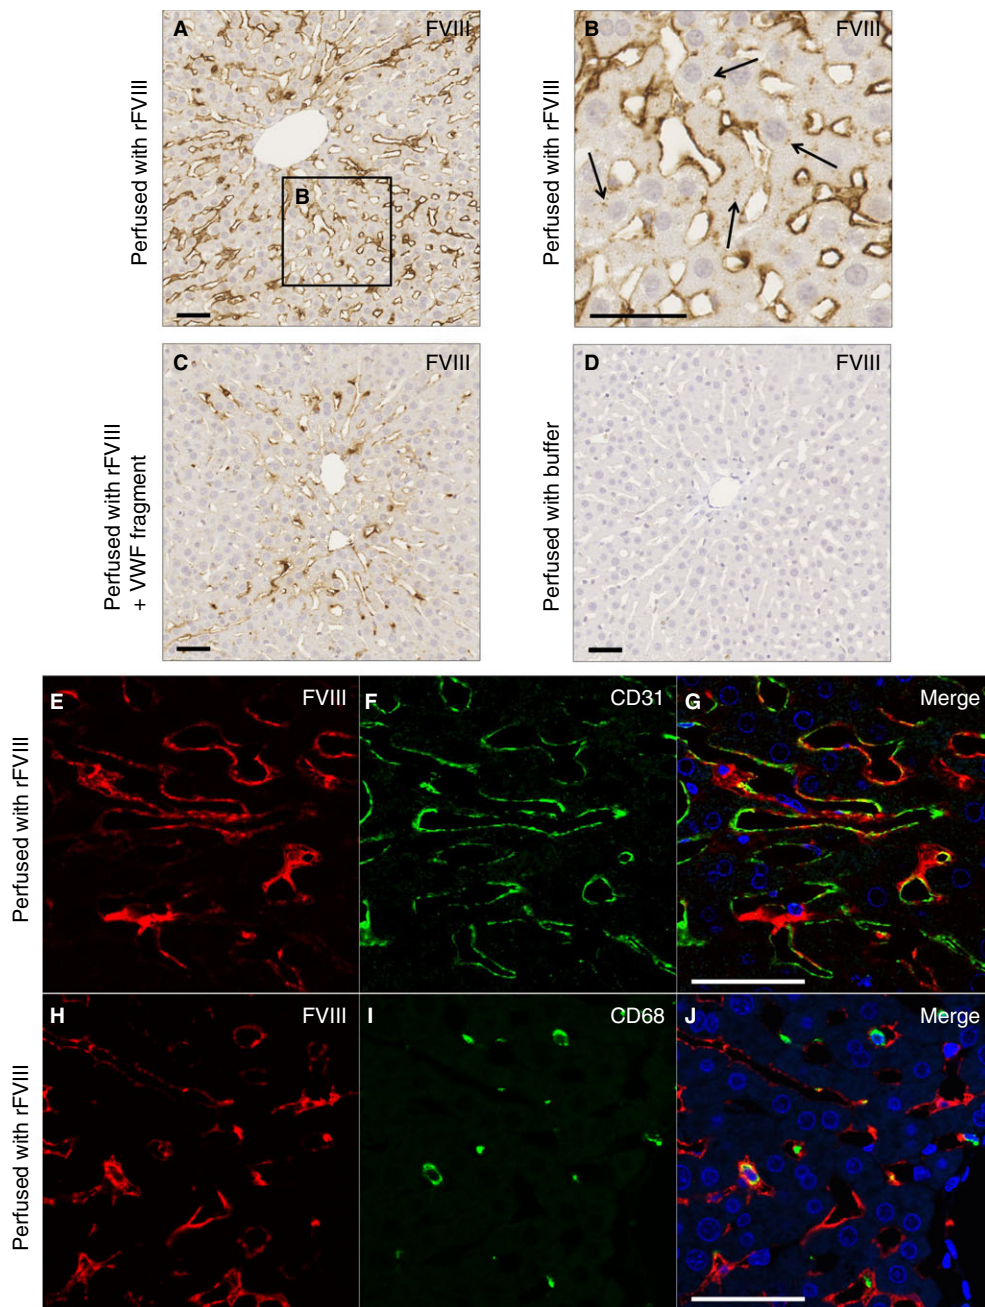 A
FVIII
Perfused with rFVIII
B
B
FVIII
Perfused with rFVIII
C
FVIII
Perfused with rFVIII
+ VWF fragment
D
FVIII
Perfused with buffer
E
FVIII
F
CD31
G
Merge
Perfused with rFVIII
H
FVIII
I
CD68
J
Merge
Perfused with rFVIII